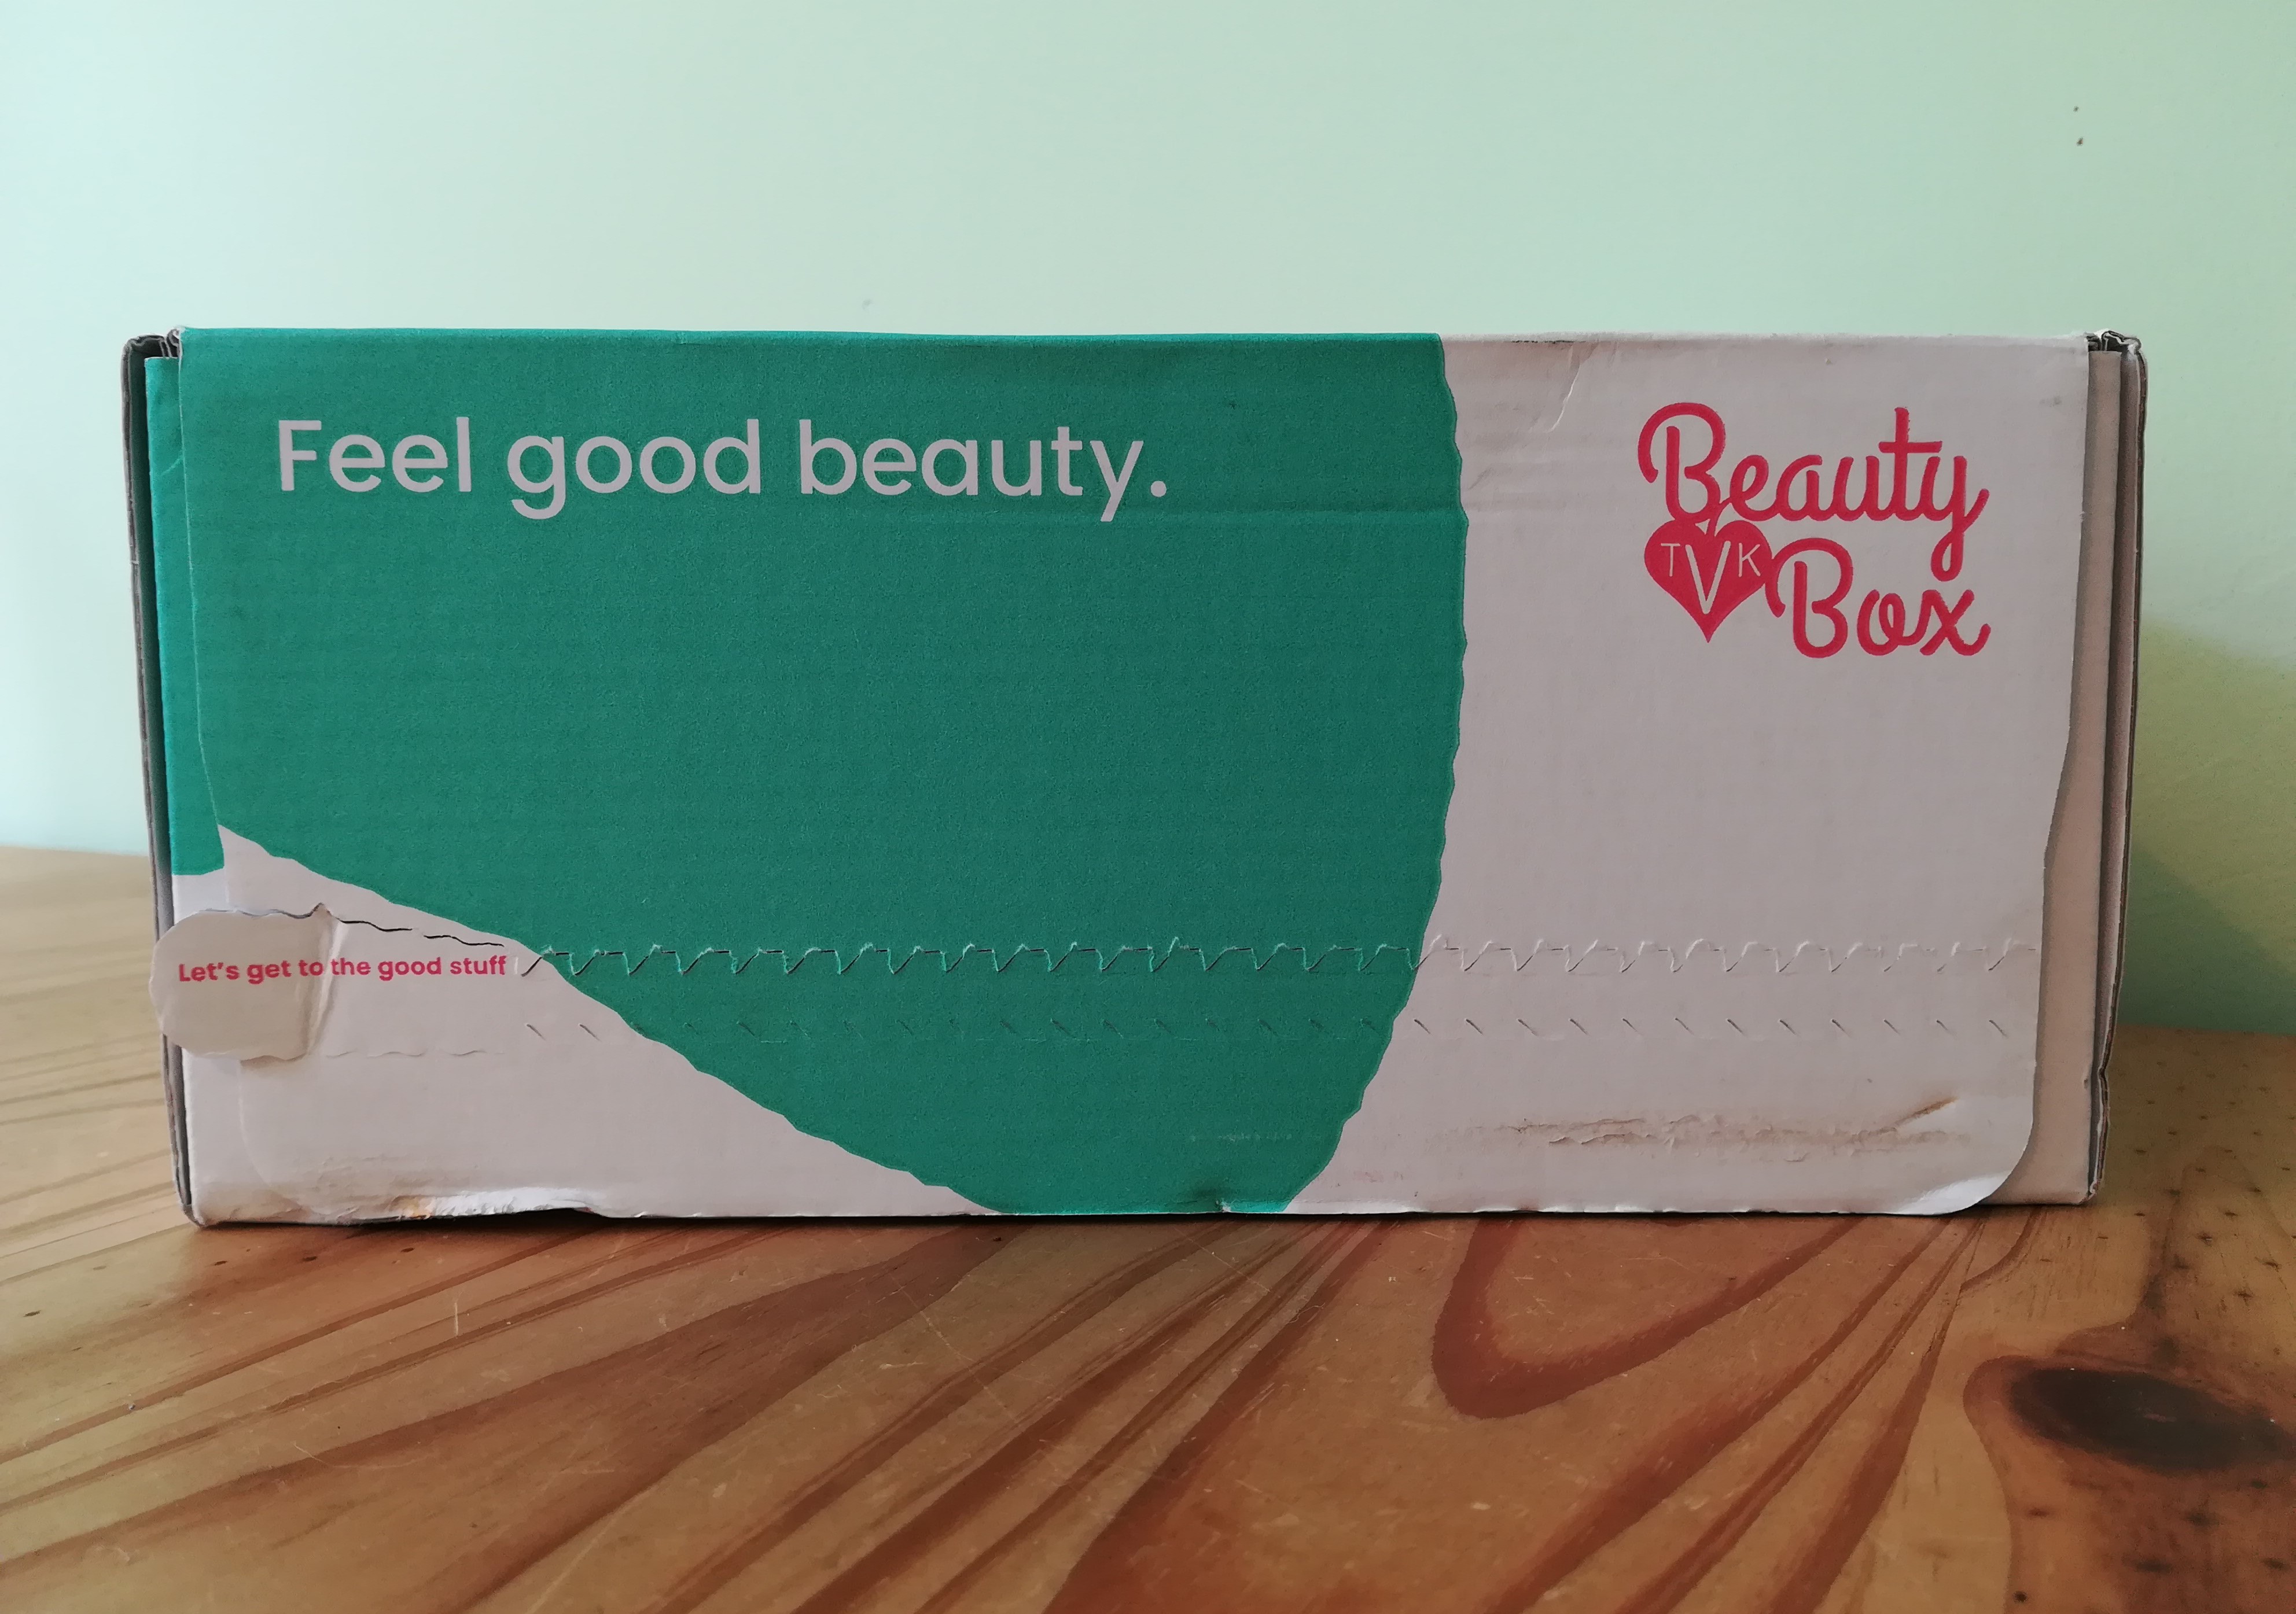 Feel good beauty.
Beauty
TVK
Box
Let's get to the good stuff